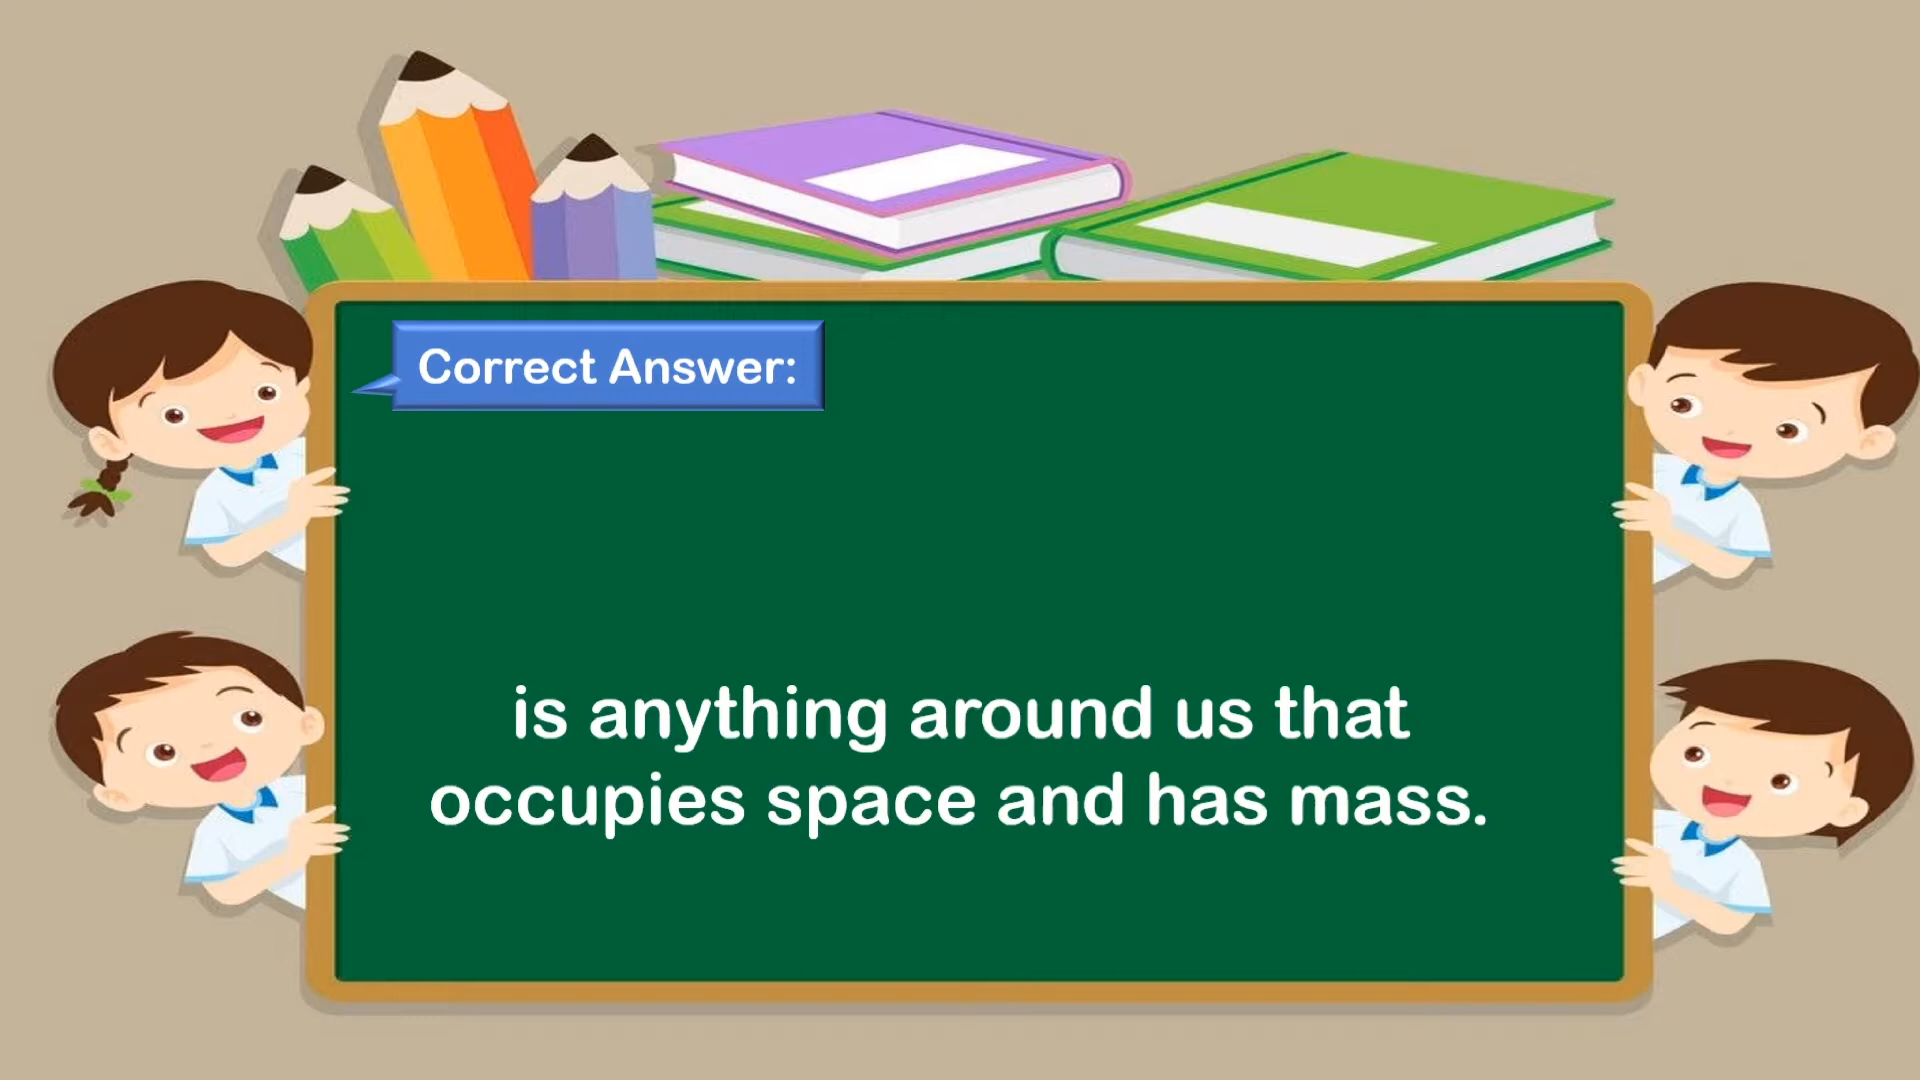 Correct Answer:
is anything around us that
occupies space and has mass.